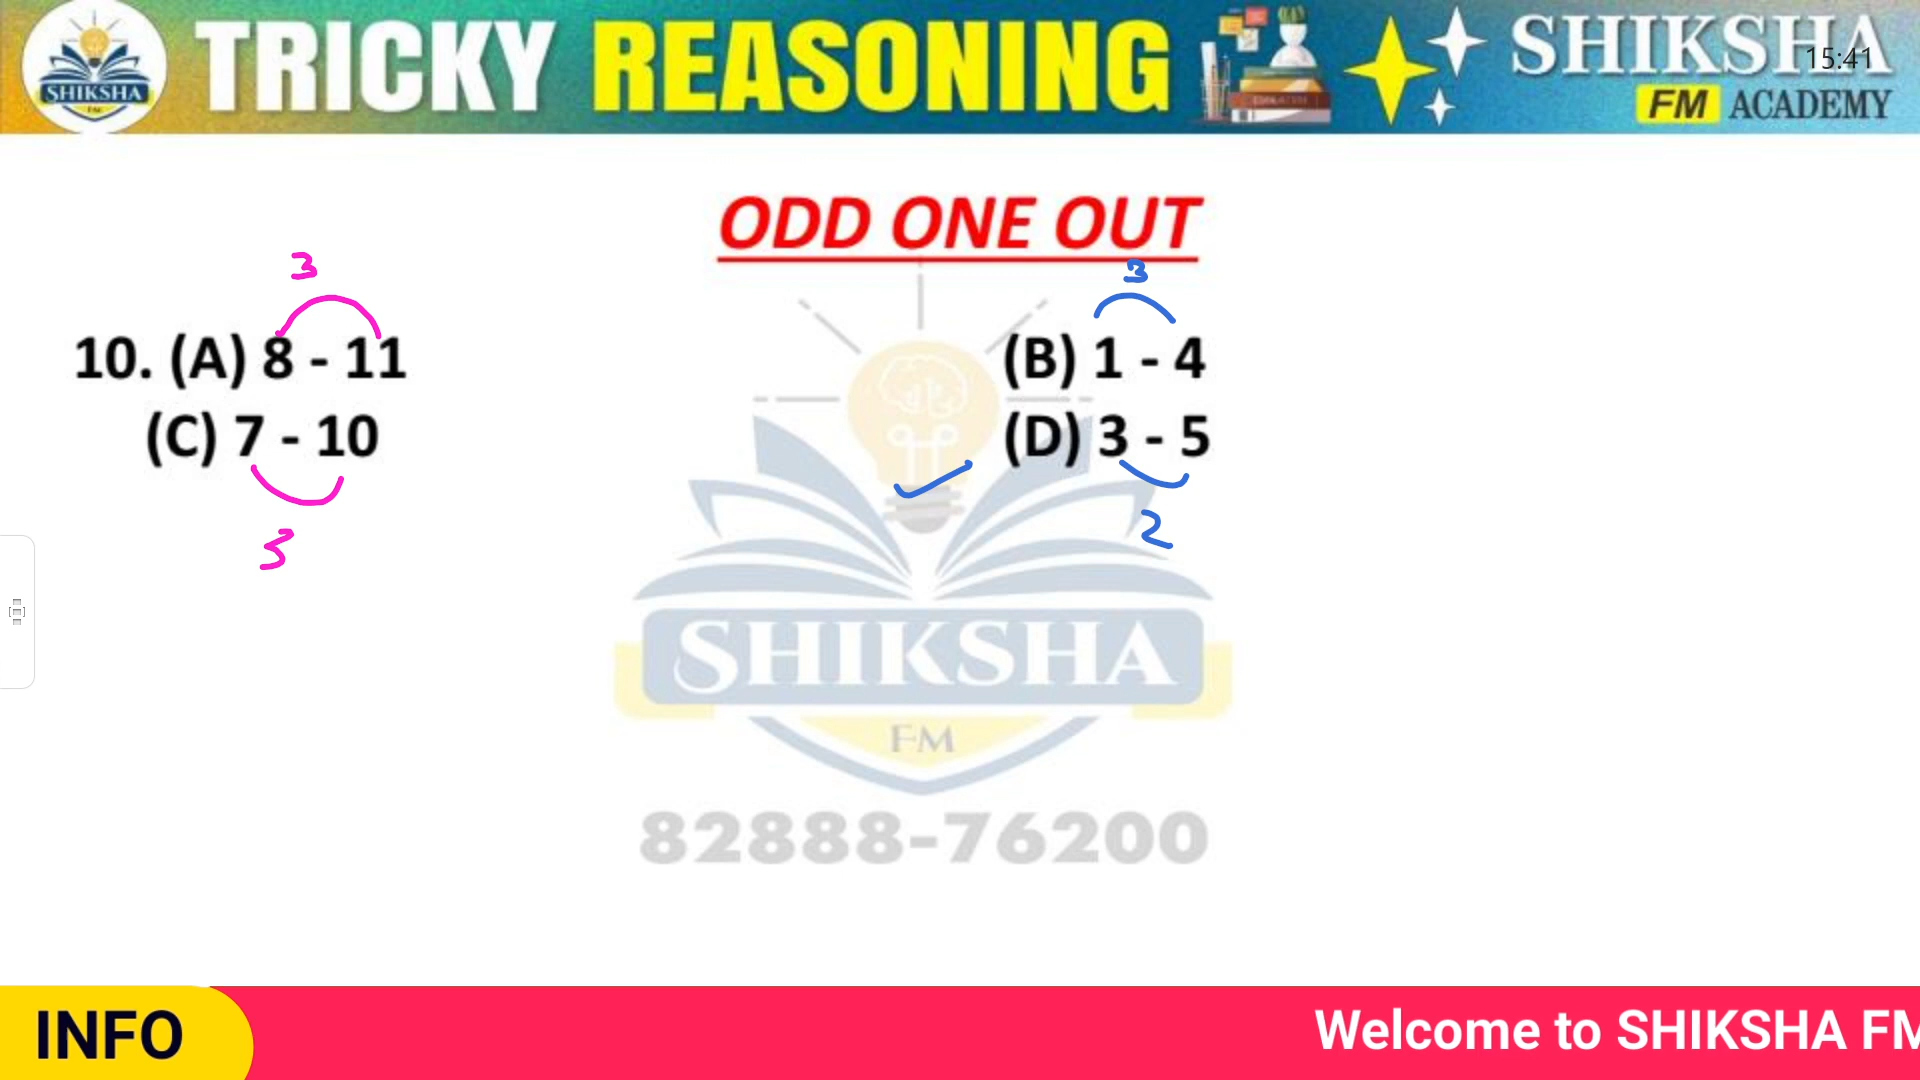 SHIKSHA
FM
TRICKY REASONING
SHIKSHA
15:41
FM ACADEMY
ODD ONE OUT
3
3
10. (A) 8 - 11
(B) 1 - 4
(C) 7 - 10
(D) 3 - 5
3
2
SHIKSHA
FM
82888-76200
INFO
Welcome to SHIKSHA FM